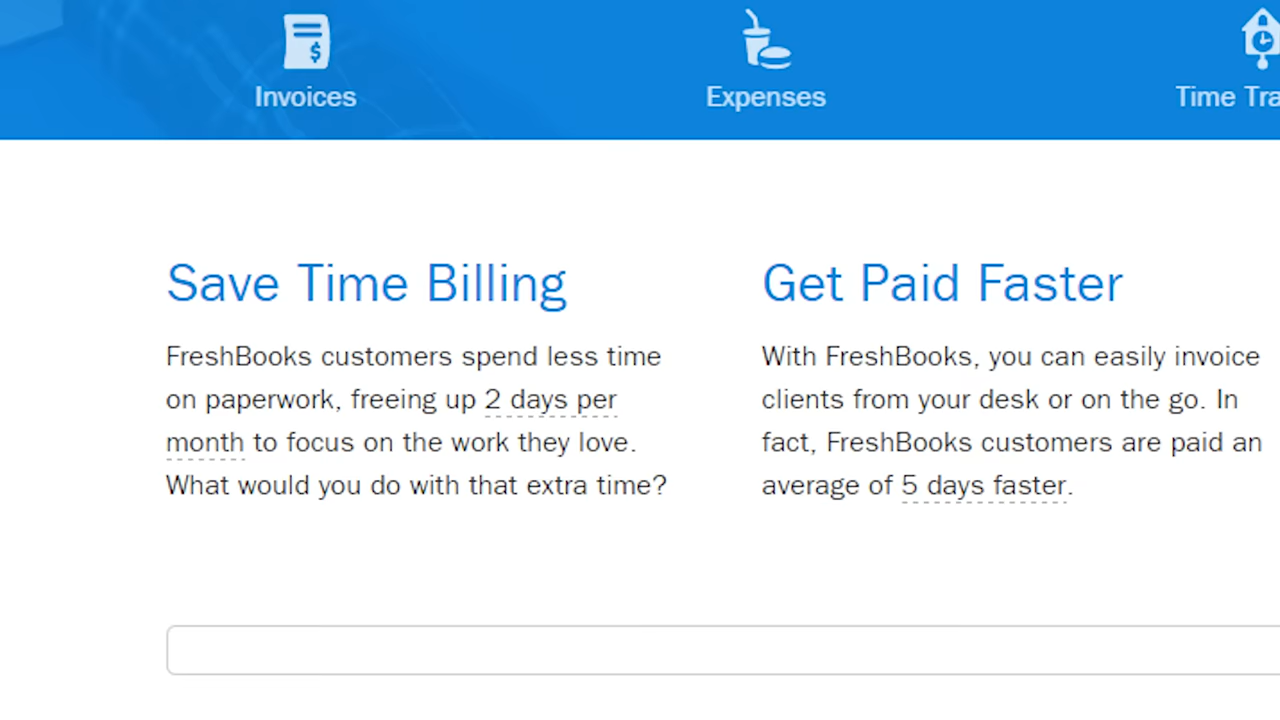 Invoices
Expenses
Time Tra
Save Time Billing
FreshBooks customers spend less time
on paperwork, freeing up 2 days per
month to focus on the work they love.
What would you do with that extra time?
Get Paid Faster
With FreshBooks, you can easily invoice
clients from your desk or on the go. In
fact, FreshBooks customers are paid an
average of 5 days faster.